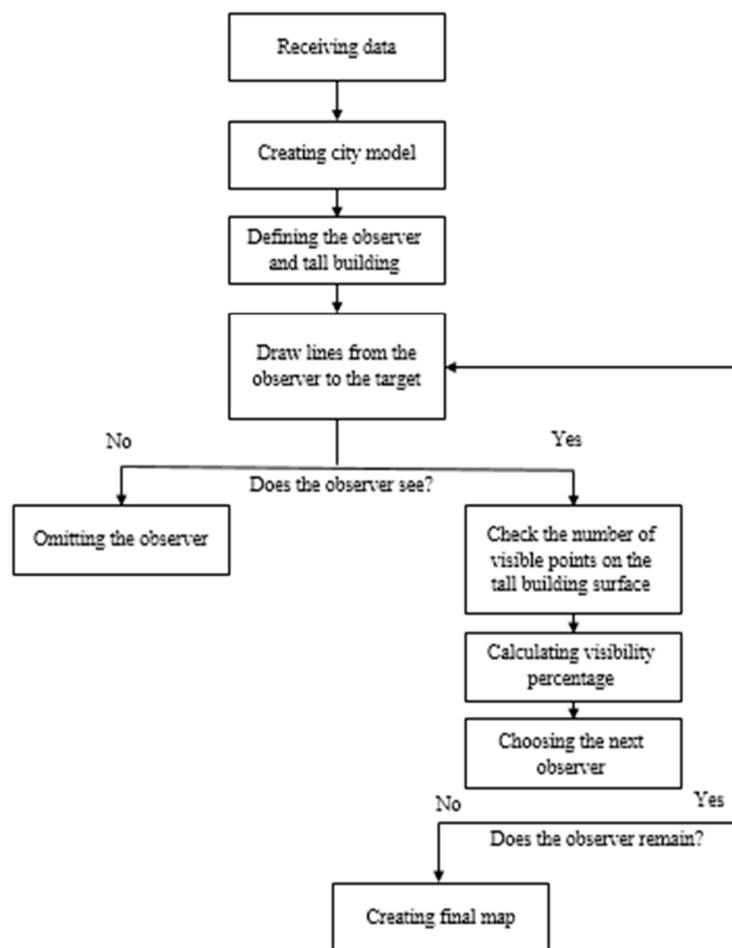 Receiving data
Creating city model
Defining the observer
and tall building
Draw lines from the
observer to the target
No
Yes
Does the observer see?
Omitting the observer
Check the number of
visible points on the
tall building surface
Calculating visibility
percentage
Choosing the next
observer
No
Yes
Does the observer remain?
Creating final map